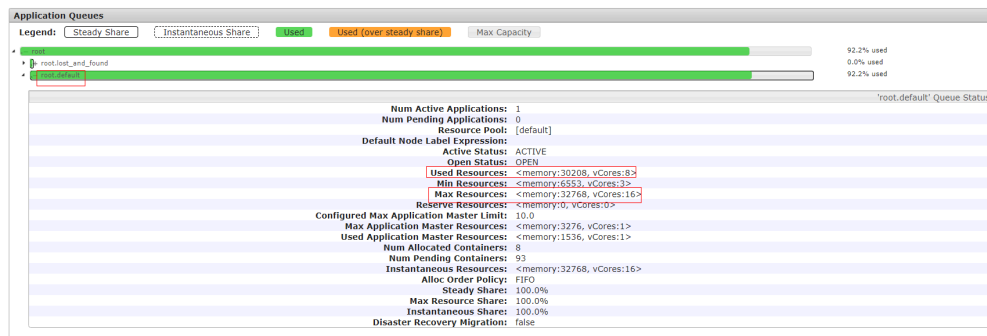 Application Queues
Legend: Steady Share Instantaneous Share Used Used (over steady share) Max Capacity
root 92.2% used
+ root.lost_and_found 0.0% used
root.default 92.2% used
'root.default' Queue Status
Num Active Applications: 1
Num Pending Applications: 0
Resource Pool: [default]
Default Node Label Expression:
Active Status: ACTIVE
Open Status: OPEN
Used Resources: <memory:30208, vCores:8>
Min Resources: <memory:6553, vCores:3>
Max Resources: <memory:32768, vCores:16>
Reserve Resources: <memory:0, vCores:0>
Configured Max Application Master Limit: 10.0
Max Application Master Resources: <memory:3276, vCores:1>
Used Application Master Resources: <memory:1536, vCores:1>
Num Allocated Containers: 8
Num Pending Containers: 93
Instantaneous Resources: <memory:32768, vCores:16>
Alloc Order Policy: FIFO
Steady Share: 100.0%
Max Resource Share: 100.0%
Instantaneous Share: 100.0%
Disaster Recovery Migration: false